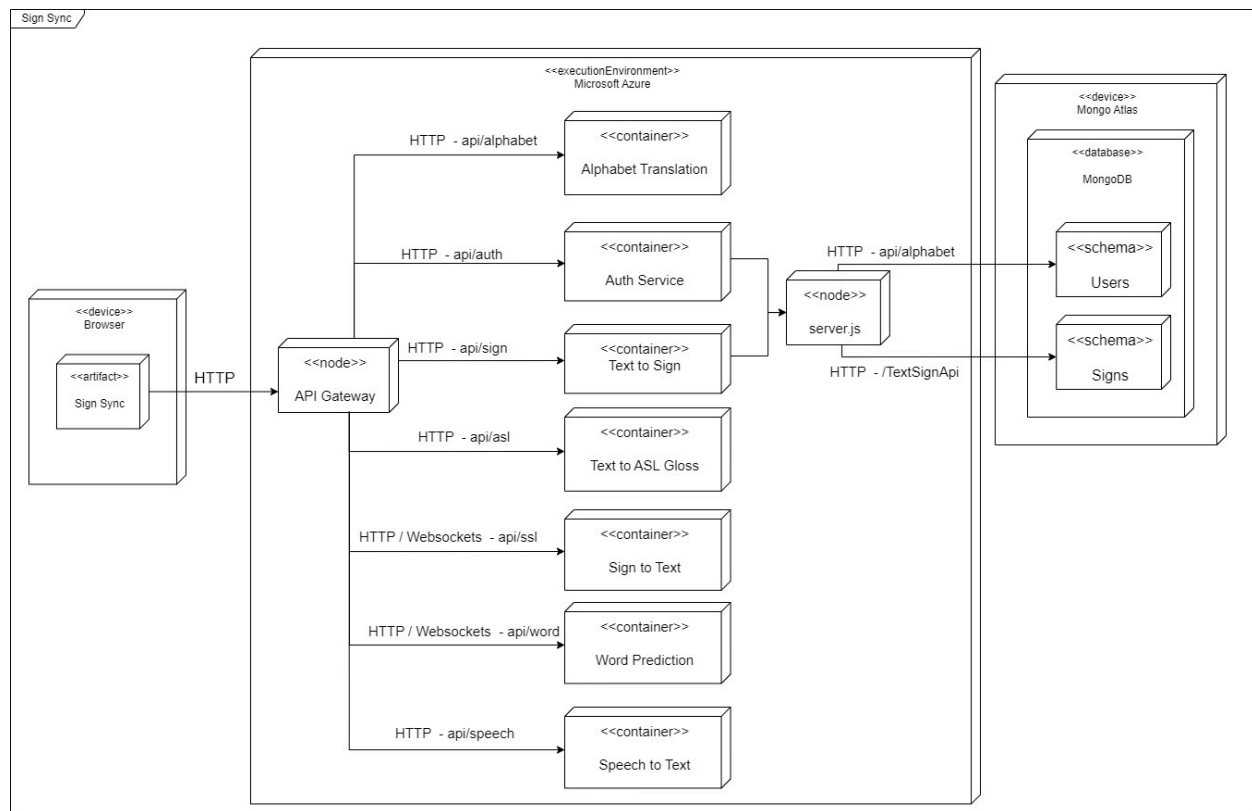 Sign Sync
<<executionEnvironment>>
Microsoft Azure
<<device>>
Mongo Atlas
<<database>>
MongoDB
HTTP - api/alphabet
<<container>>
Alphabet Translation
HTTP - api/auth
<<container>>
Auth Service
HTTP - api/alphabet
<<schema>>
Users
<<node>>
server.js
<<device>>
Browser
<<artifact>>
Sign Sync
HTTP
<<node>>
API Gateway
HTTP - api/sign
<<container>>
Text to Sign
HTTP - /TextSignApi
<<schema>>
Signs
HTTP - api/asl
<<container>>
Text to ASL Gloss
HTTP / Websockets - api/ssl
<<container>>
Sign to Text
HTTP / Websockets - api/word
<<container>>
Word Prediction
HTTP - api/speech
<<container>>
Speech to Text